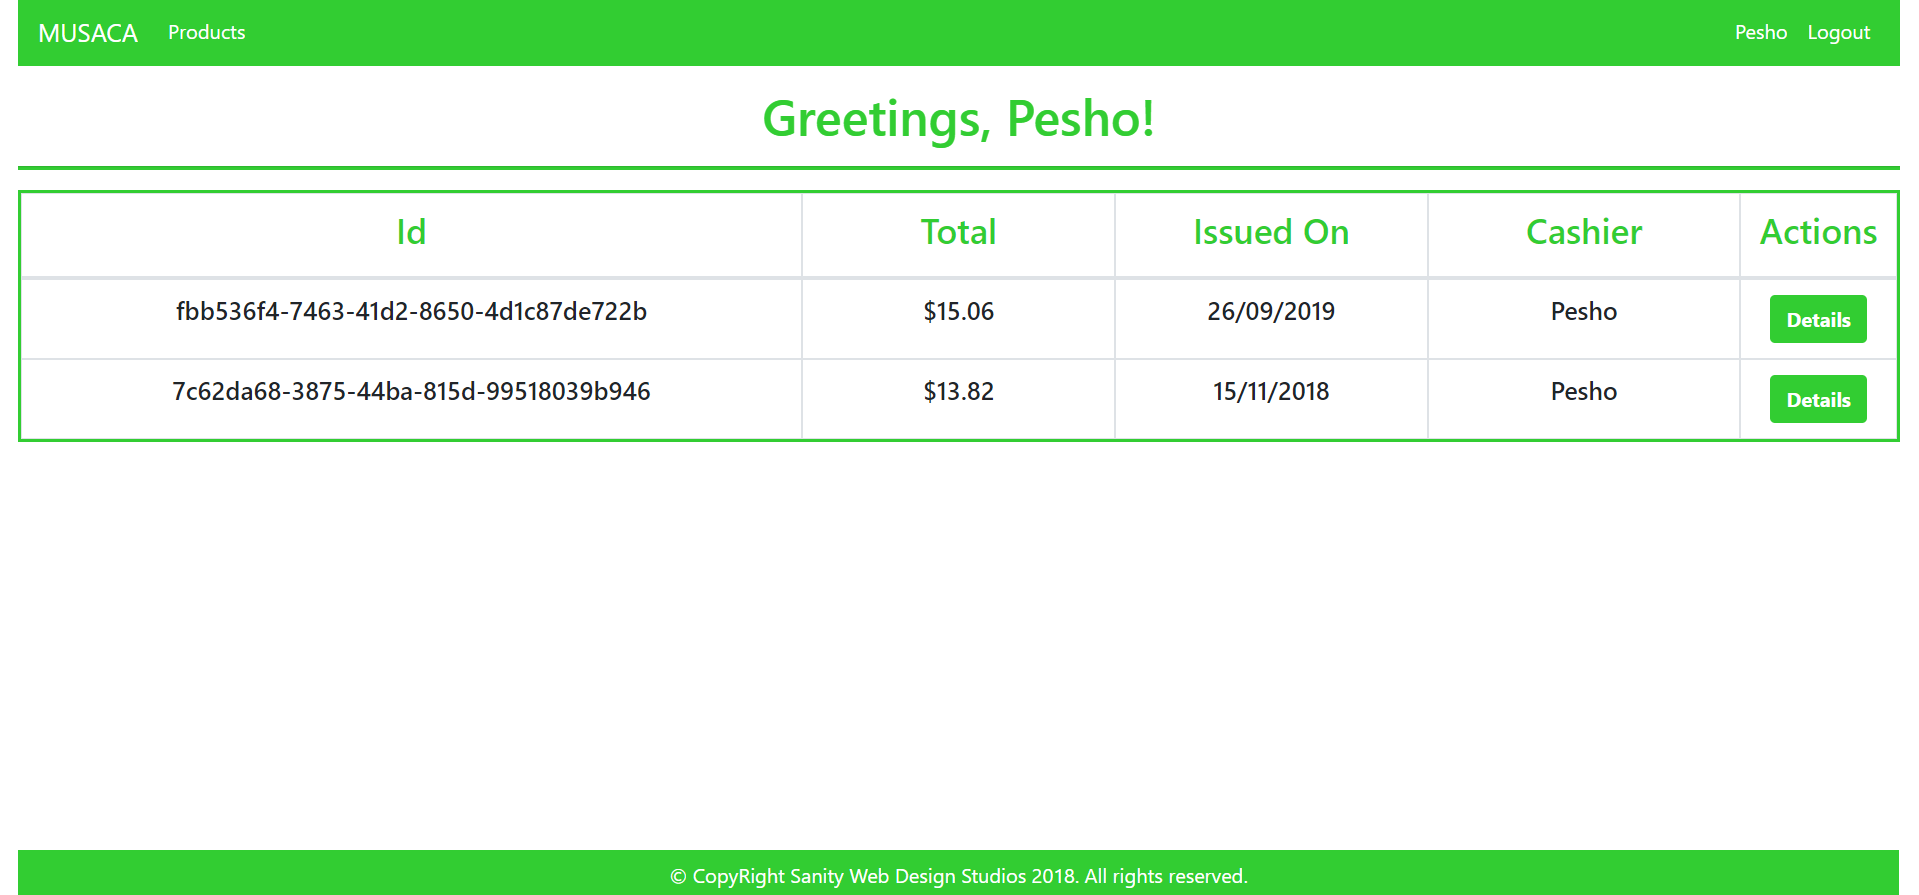 MUSACA Products Pesho Logout
Greetings, Pesho!
Id Total Issued On Cashier Actions
fbb536f4-7463-41d2-8650-4d1c87de722b $15.06 26/09/2019 Pesho Details
7c62da68-3875-44ba-815d-99518039b946 $13.82 15/11/2018 Pesho Details
© CopyRight Sanity Web Design Studios 2018. All rights reserved.